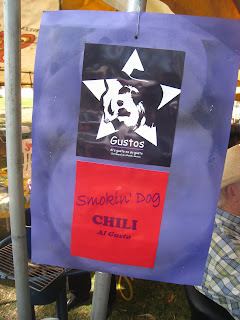 Gustos
Smokin' Dog
CHILI
Al Gusto